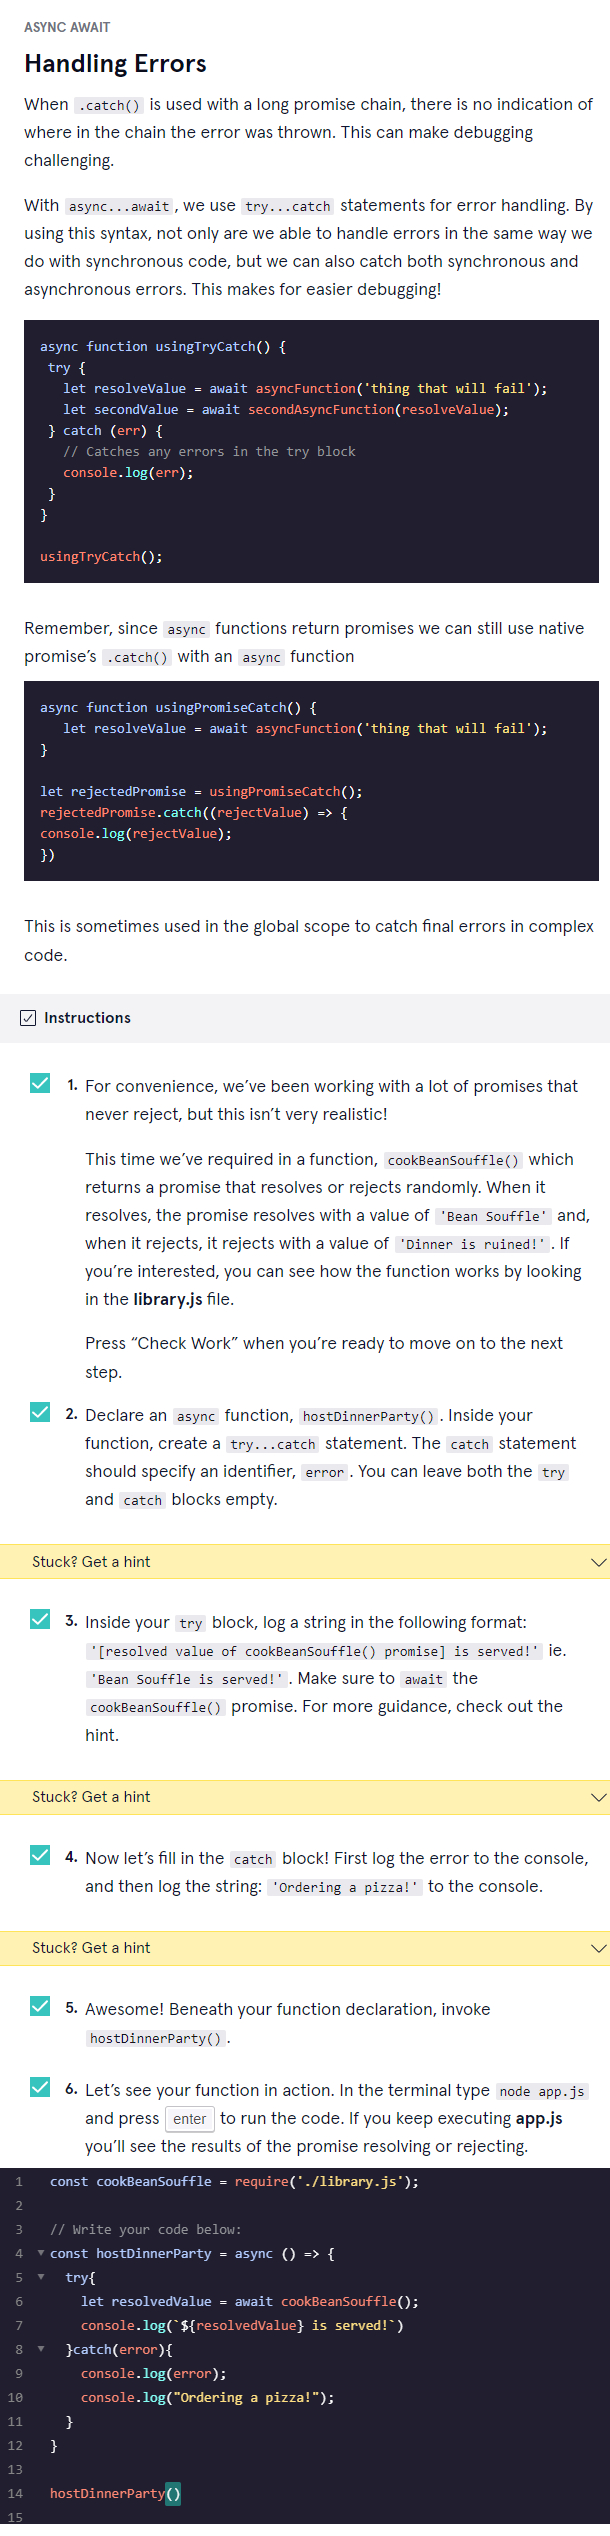 ASYNC AWAIT
Handling Errors
When .catch() is used with a long promise chain, there is no indication of
where in the chain the error was thrown. This can make debugging
challenging.
With async...await, we use try...catch statements for error handling. By
using this syntax, not only are we able to handle errors in the same way we
do with synchronous code, but we can also catch both synchronous and
asynchronous errors. This makes for easier debugging!
async function usingTryCatch() {
 try {
   let resolveValue = await asyncFunction('thing that will fail');
   let secondValue = await secondAsyncFunction(resolveValue);
 } catch (err) {
   // Catches any errors in the try block
   console.log(err);
 }
}
usingTryCatch();
Remember, since async functions return promises we can still use native
promise’s .catch() with an async function
async function usingPromiseCatch() {
   let resolveValue = await asyncFunction('thing that will fail');
}
let rejectedPromise = usingPromiseCatch();
rejectedPromise.catch((rejectValue) => {
console.log(rejectValue);
})
This is sometimes used in the global scope to catch final errors in complex
code.
Instructions
1. For convenience, we’ve been working with a lot of promises that
never reject, but this isn’t very realistic!
This time we’ve required in a function, cookBeanSouffle() which
returns a promise that resolves or rejects randomly. When it
resolves, the promise resolves with a value of 'Bean Souffle' and,
when it rejects, it rejects with a value of 'Dinner is ruined!'. If
you’re interested, you can see how the function works by looking
in the library.js file.
Press “Check Work” when you’re ready to move on to the next
step.
2. Declare an async function, hostDinnerParty(). Inside your
function, create a try...catch statement. The catch statement
should specify an identifier, error. You can leave both the try
and catch blocks empty.
Stuck? Get a hint
3. Inside your try block, log a string in the following format:
'[resolved value of cookBeanSouffle() promise] is served!' ie.
'Bean Souffle is served!'. Make sure to await the
cookBeanSouffle() promise. For more guidance, check out the
hint.
Stuck? Get a hint
4. Now let’s fill in the catch block! First log the error to the console,
and then log the string: 'Ordering a pizza!' to the console.
Stuck? Get a hint
5. Awesome! Beneath your function declaration, invoke
hostDinnerParty().
6. Let’s see your function in action. In the terminal type node app.js
and press enter to run the code. If you keep executing app.js
you’ll see the results of the promise resolving or rejecting.
1 const cookBeanSouffle = require('./library.js');
2
3 // Write your code below:
4 const hostDinnerParty = async () => {
5   try{
6     let resolvedValue = await cookBeanSouffle();
7     console.log(`${resolvedValue} is served!`)
8   }catch(error){
9     console.log(error);
10     console.log("Ordering a pizza!");
11   }
12 }
13
14 hostDinnerParty()
15